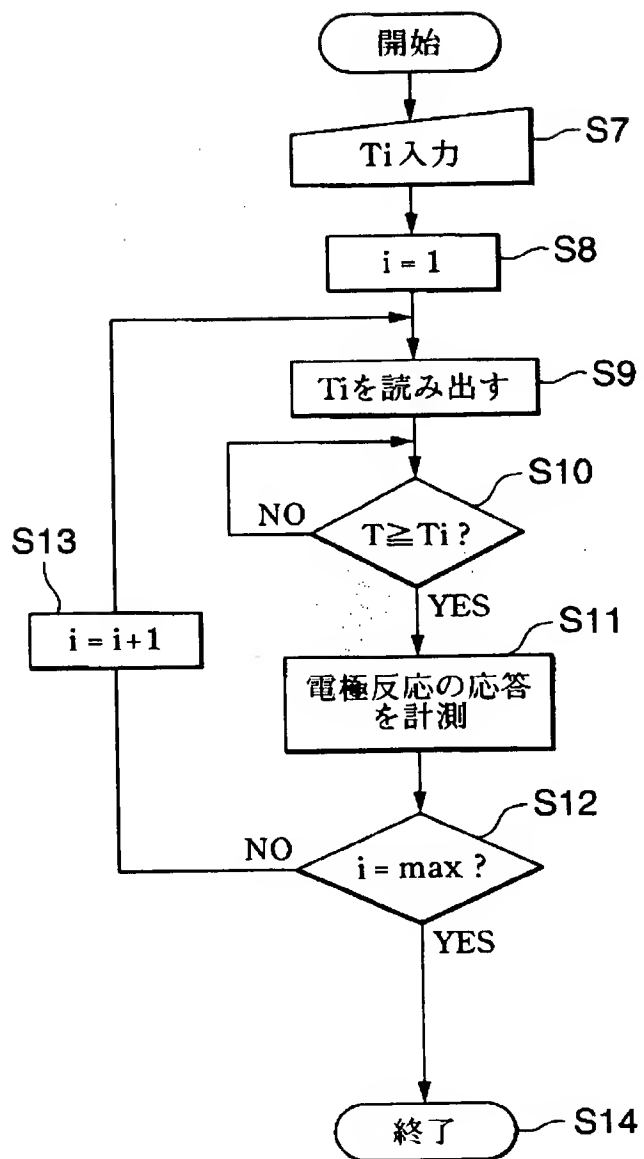 開始
Ti入力
S7
i = 1
S8
Tiを読み出す
S9
S10
T≧Ti ?
NO
YES
S13
i = i+1
S11
電極反応の応答
を計測
S12
i = max ?
NO
YES
終了
S14